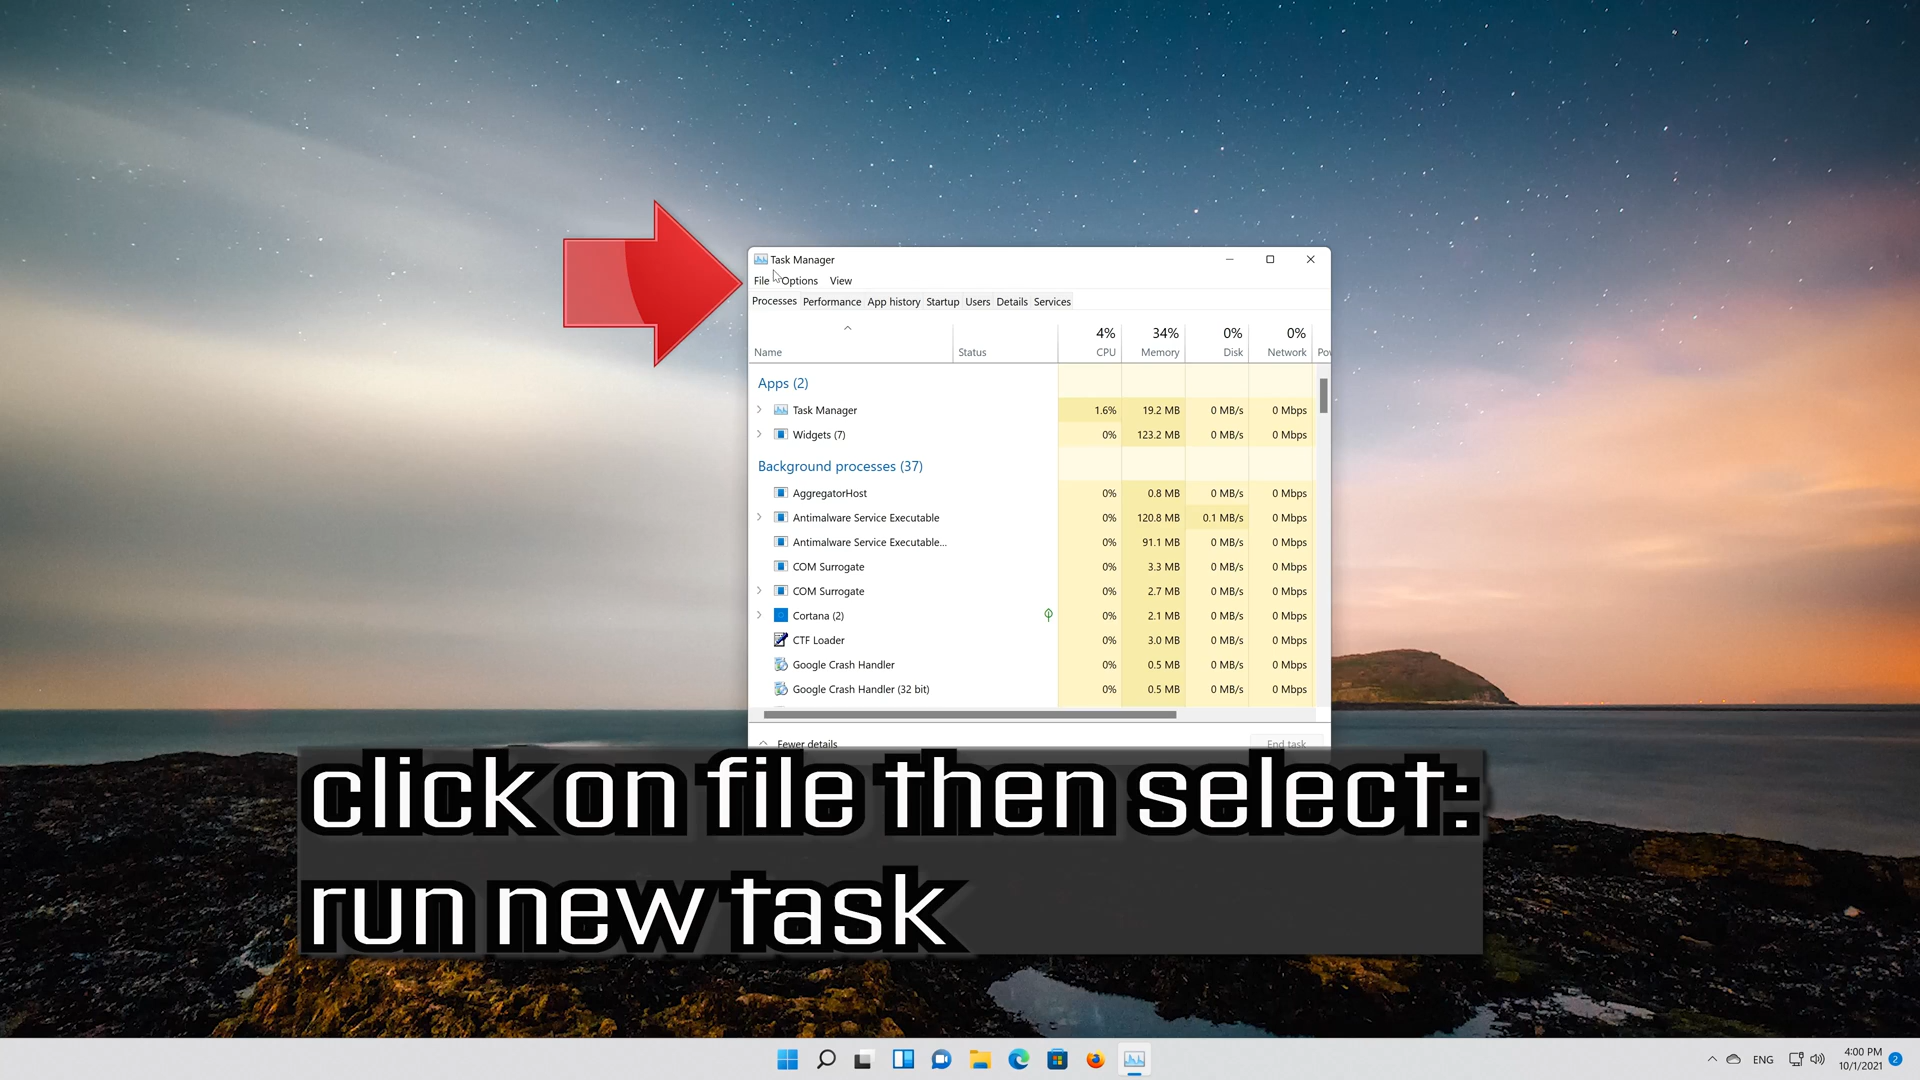 Task Manager
File Options View
Processes Performance App history Startup Users Details Services
4% 34% 0% 0%
Name Status CPU Memory Disk Network Pow
Apps (2)
Task Manager 1.6% 19.2 MB 0 MB/s 0 Mbps
Widgets (7) 0% 123.2 MB 0 MB/s 0 Mbps
Background processes (37)
AggregatorHost 0% 0.8 MB 0 MB/s 0 Mbps
Antimalware Service Executable 0% 120.8 MB 0.1 MB/s 0 Mbps
Antimalware Service Executable... 0% 91.1 MB 0 MB/s 0 Mbps
COM Surrogate 0% 3.3 MB 0 MB/s 0 Mbps
COM Surrogate 0% 2.7 MB 0 MB/s 0 Mbps
Cortana (2) 0% 2.1 MB 0 MB/s 0 Mbps
CTF Loader 0% 3.0 MB 0 MB/s 0 Mbps
Google Crash Handler 0% 0.5 MB 0 MB/s 0 Mbps
Google Crash Handler (32 bit) 0% 0.5 MB 0 MB/s 0 Mbps
Fewer details End task
click on file then select:
run new task
ENG 4:00 PM 2
10/1/2021